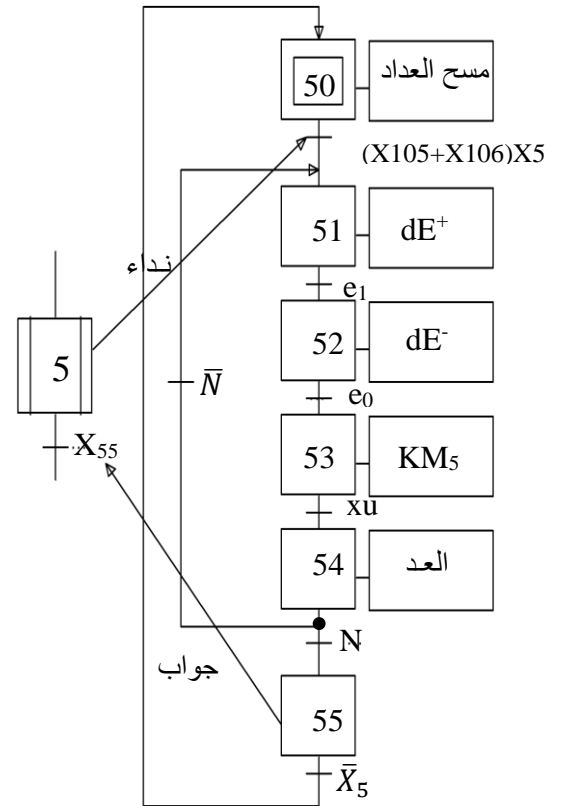 50
مسح العداد
(X105+X106)X5
51
dE⁺
نداء
e₁
52
dE⁻
5
N̅
e₀
X₅₅
53
KM₅
xu
54
العد
N
جواب
55
X̅₅